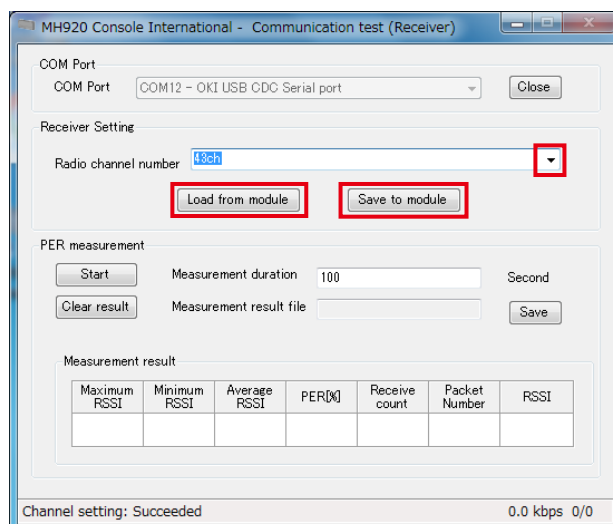 MH920 Console International - Communication test (Receiver)
COM Port
COM Port COM12 - OKI USB CDC Serial port Close
Receiver Setting
Radio channel number 43ch
Load from module Save to module
PER measurement
Start Measurement duration 100 Second
Clear result Measurement result file Save
Measurement result
Maximum RSSI Minimum RSSI Average RSSI PER[%] Receive count Packet Number RSSI
Channel setting: Succeeded 0.0 kbps 0/0